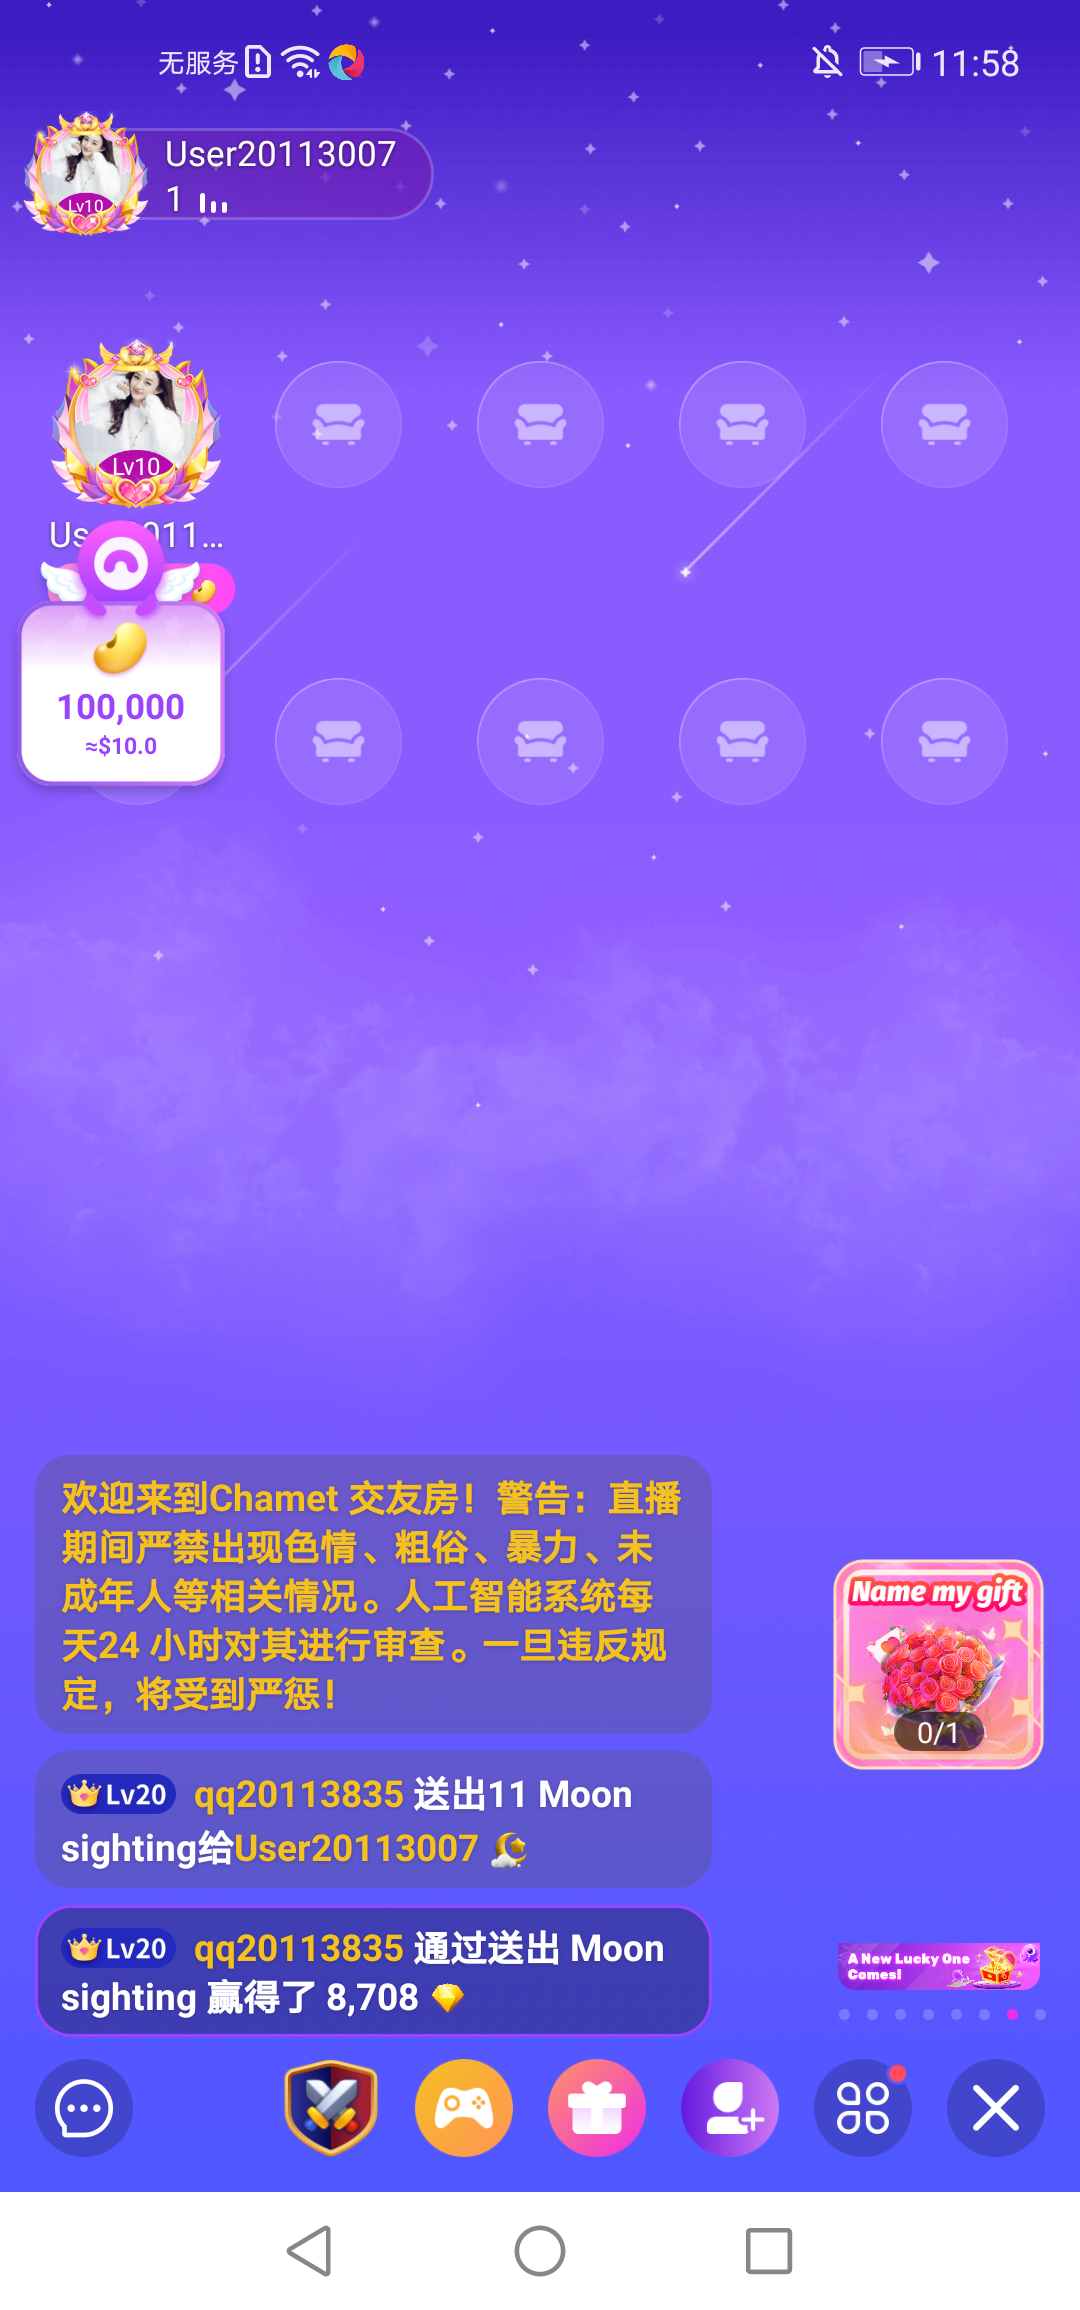 无服务
11:58
User20113007
1
Lv10
Lv10
Us
011...
100,000
≈$10.0
欢迎来到Chamet 交友房！警告：直播
期间严禁出现色情、粗俗、暴力、未
成年人等相关情况。人工智能系统每
天24 小时对其进行审查。一旦违反规
定，将受到严惩！
Name my gift
0/1
Lv20 qq20113835 送出11 Moon
sighting给User20113007
Lv20 qq20113835 通过送出 Moon
sighting 赢得了 8,708
A New Lucky One
Comes!